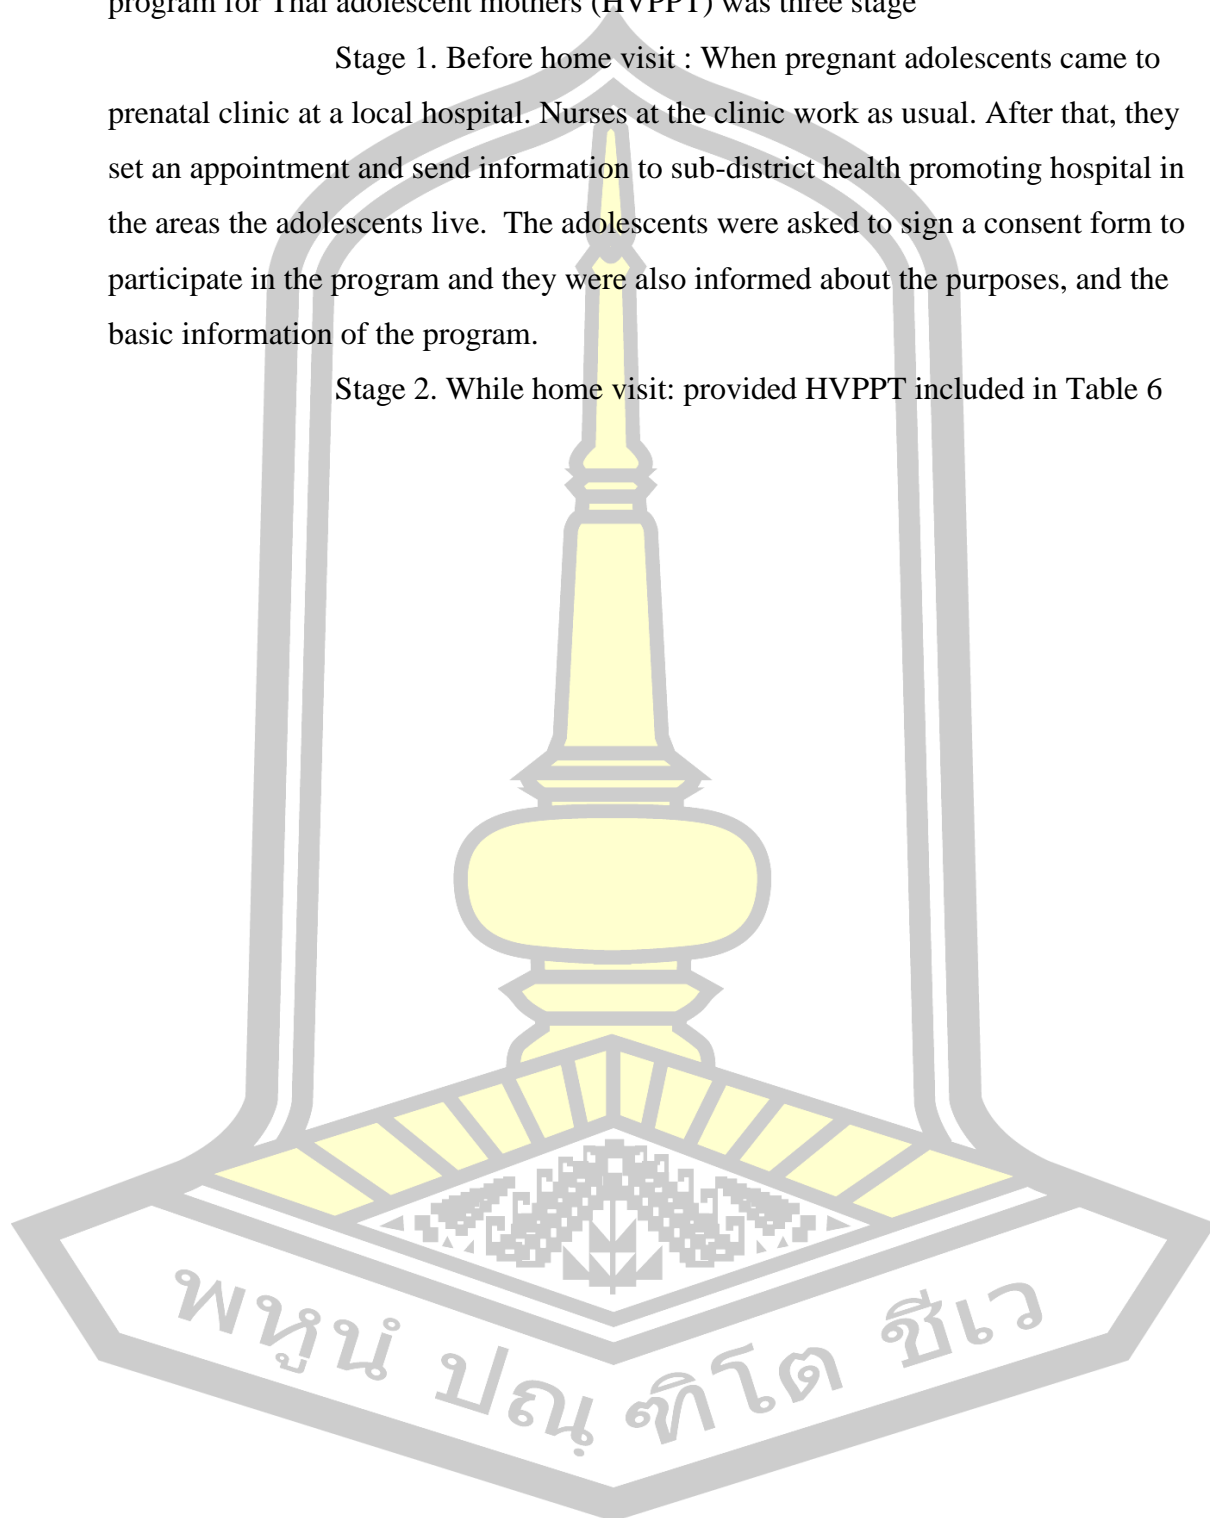 program for Thai adolescent mothers (HVPPT) was three stage
Stage 1. Before home visit : When pregnant adolescents came to
prenatal clinic at a local hospital. Nurses at the clinic work as usual. After that, they
set an appointment and send information to sub-district health promoting hospital in
the areas the adolescents live.  The adolescents were asked to sign a consent form to
participate in the program and they were also informed about the purposes, and the
basic information of the program.
Stage 2. While home visit: provided HVPPT included in Table 6
พหูนํ ปณฺฑิโต ชีเว